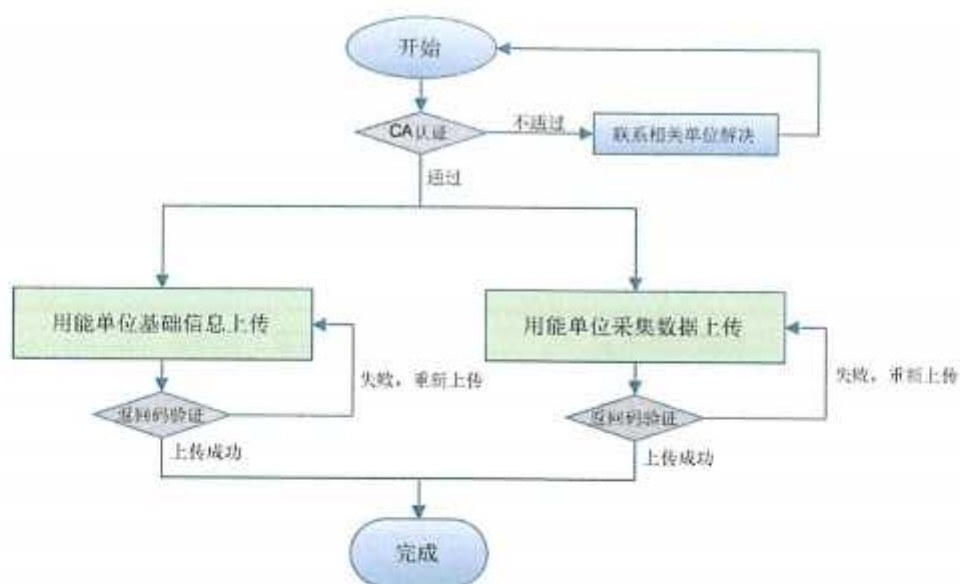 开始
CA认证
不通过
联系相关单位解决
通过
用能单位基础信息上传
用能单位采集数据上传
失败，重新上传
失败，重新上传
返回码验证
返回码验证
上传成功
上传成功
完成